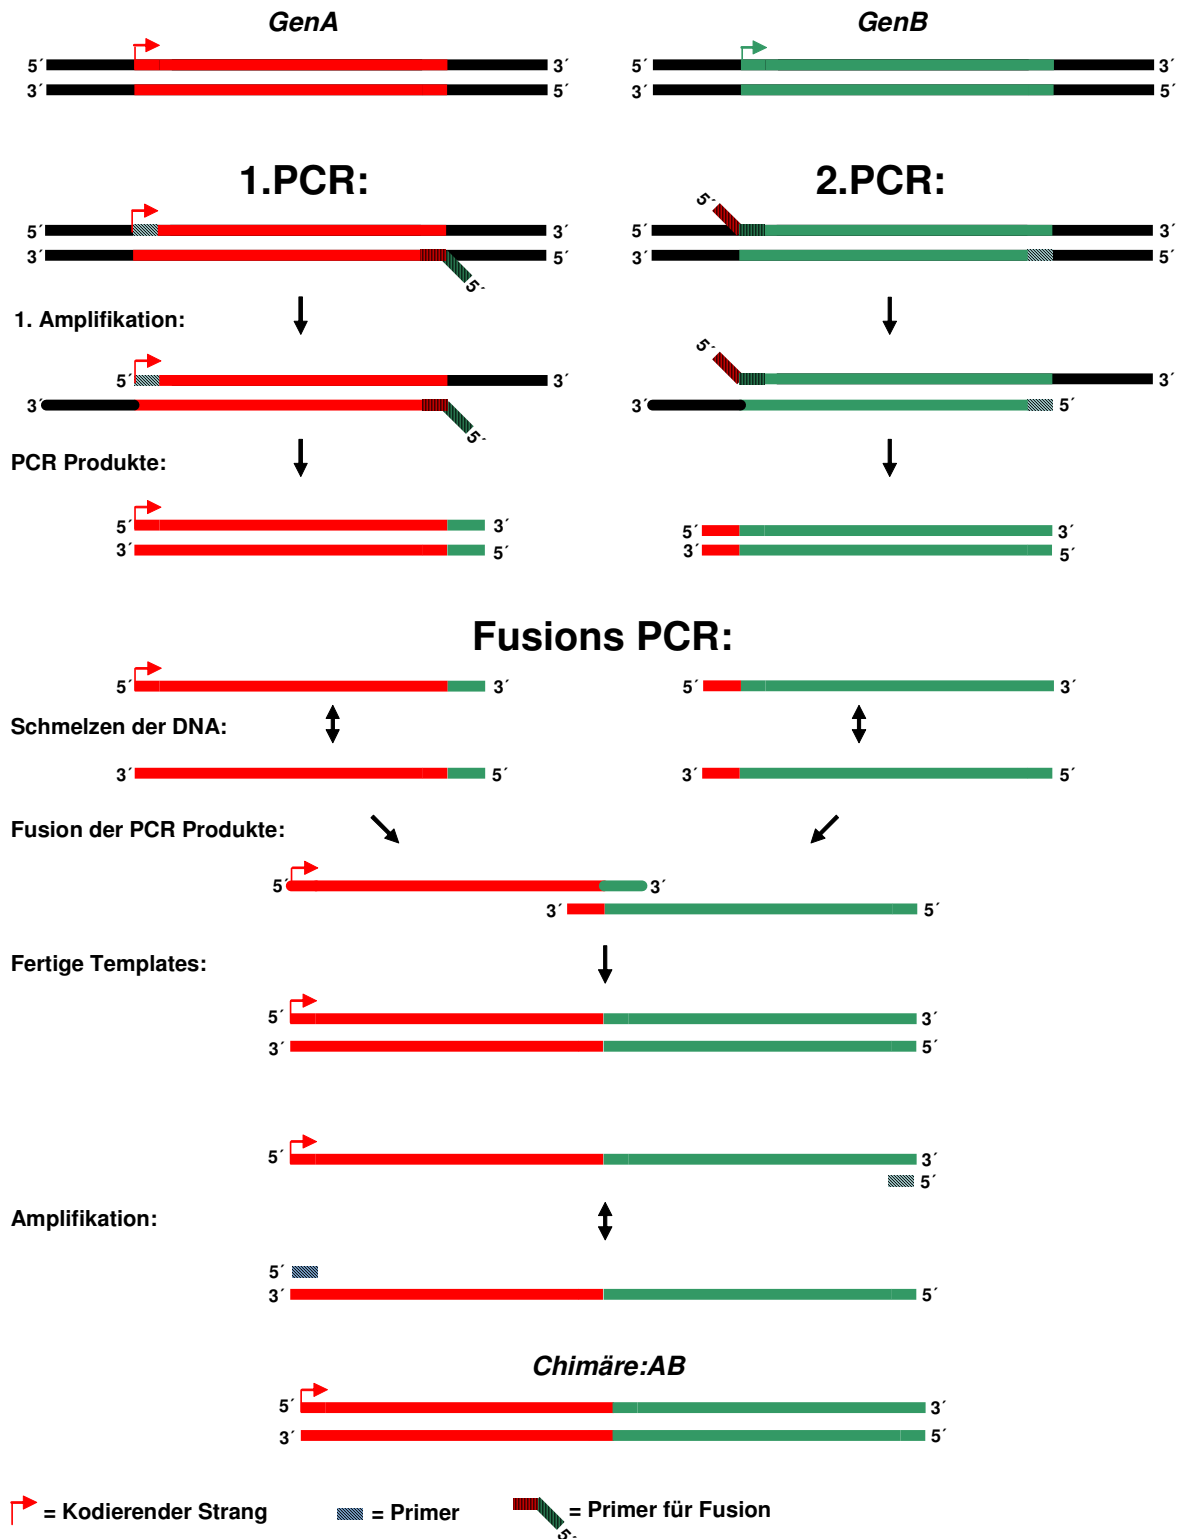 GenA GenB
5´ 3´ 5´ 3´
3´ 5´ 3´ 5´
1.PCR: 2.PCR:
5´
5´ 3´ 5´ 3´
3´ 5´ 3´ 5´
5´
1. Amplifikation:
5´
5´ 3´ 3´
3´ 3´ 5´
5´
PCR Produkte:
5´ 3´ 5´ 3´
3´ 5´ 3´ 5´
Fusions PCR:
5´ 3´ 5´ 3´
Schmelzen der DNA:
3´ 5´ 3´ 5´
Fusion der PCR Produkte:
5´ 3´
3´ 5´
Fertige Templates:
5´ 3´
3´ 5´
5´ 3´
5´
Amplifikation:
5´
3´ 5´
Chimäre:AB
5´ 3´
3´ 5´
= Kodierender Strang = Primer = Primer für Fusion
5´